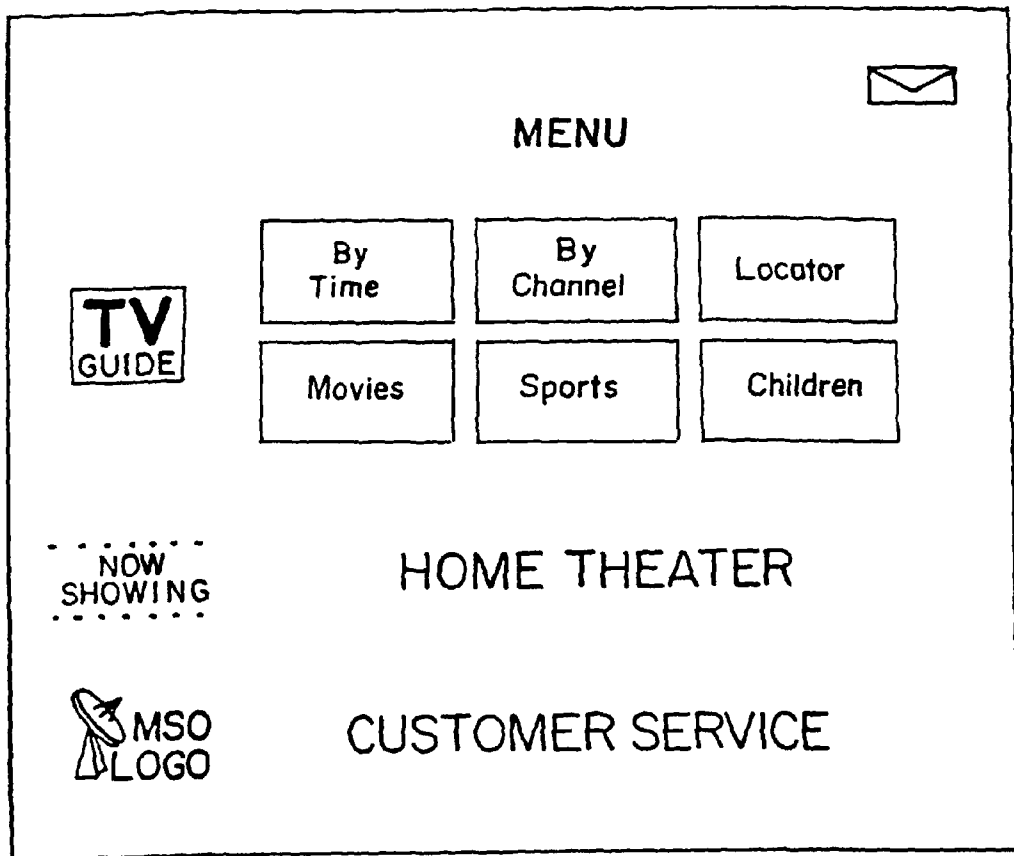 MENU
By
Time
By
Channel
Locator
TV
GUIDE
Movies
Sports
Children
NOW
SHOWING
HOME THEATER
MSO
LOGO
CUSTOMER SERVICE